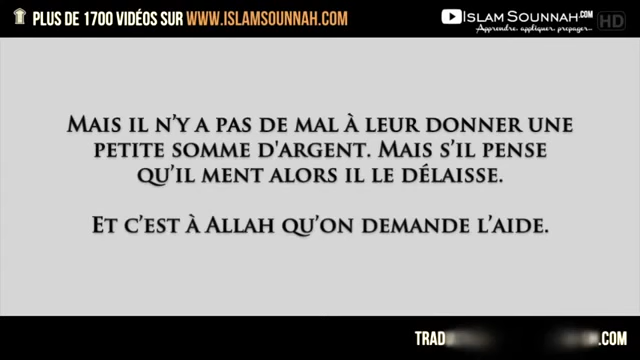 PLUS DE 1700 VIDÉOS SUR WWW.ISLAMSOUNNAH.COM
ISLAMSOUNNAH.COM
Apprendre, appliquer, propager...
HD
MAIS IL N'Y A PAS DE MAL À LEUR DONNER UNE
PETITE SOMME D'ARGENT. MAIS S'IL PENSE
QU'IL MENT ALORS IL LE DÉLAISSE.
ET C'EST À ALLAH QU'ON DEMANDE L'AIDE.
TRAD .COM